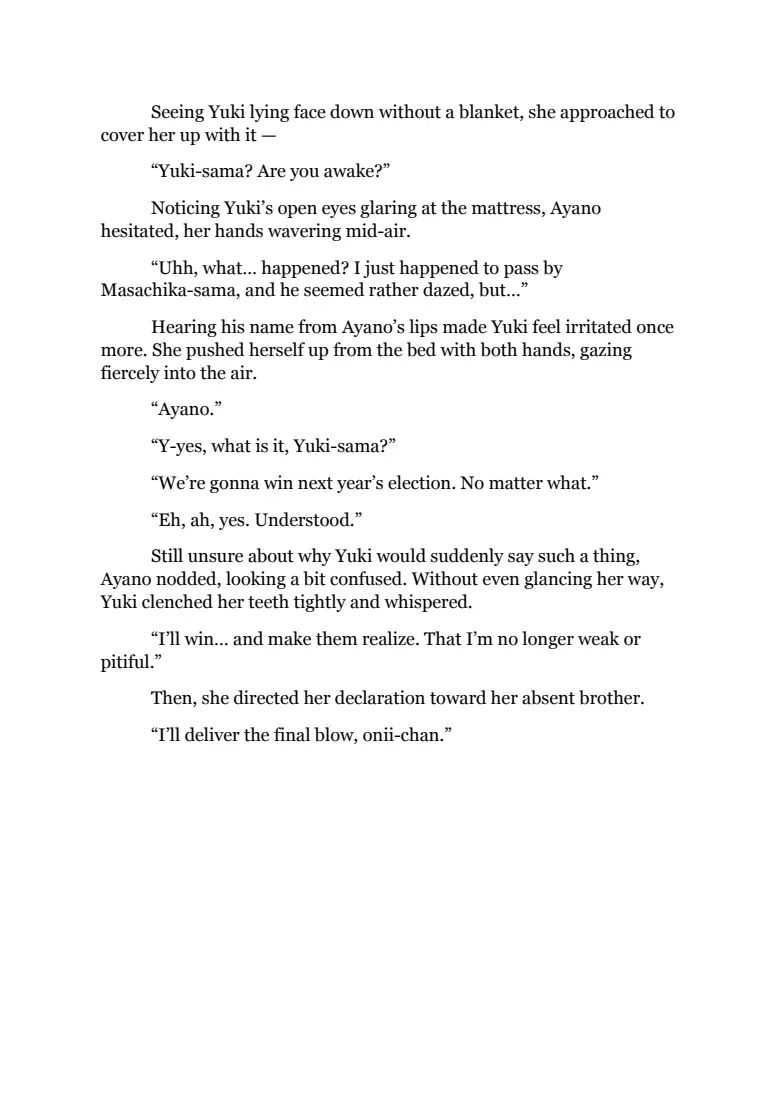 Seeing Yuki lying face down without a blanket, she approached to
cover her up with it —
“Yuki-sama? Are you awake?”
Noticing Yuki’s open eyes glaring at the mattress, Ayano
hesitated, her hands wavering mid-air.
“Uhh, what… happened? I just happened to pass by
Masachika-sama, and he seemed rather dazed, but…”
Hearing his name from Ayano’s lips made Yuki feel irritated once
more. She pushed herself up from the bed with both hands, gazing
fiercely into the air.
“Ayano.”
“Y-yes, what is it, Yuki-sama?”
“We’re gonna win next year’s election. No matter what.”
“Eh, ah, yes. Understood.”
Still unsure about why Yuki would suddenly say such a thing,
Ayano nodded, looking a bit confused. Without even glancing her way,
Yuki clenched her teeth tightly and whispered.
“I’ll win… and make them realize. That I’m no longer weak or
pitiful.”
Then, she directed her declaration toward her absent brother.
“I’ll deliver the final blow, onii-chan.”